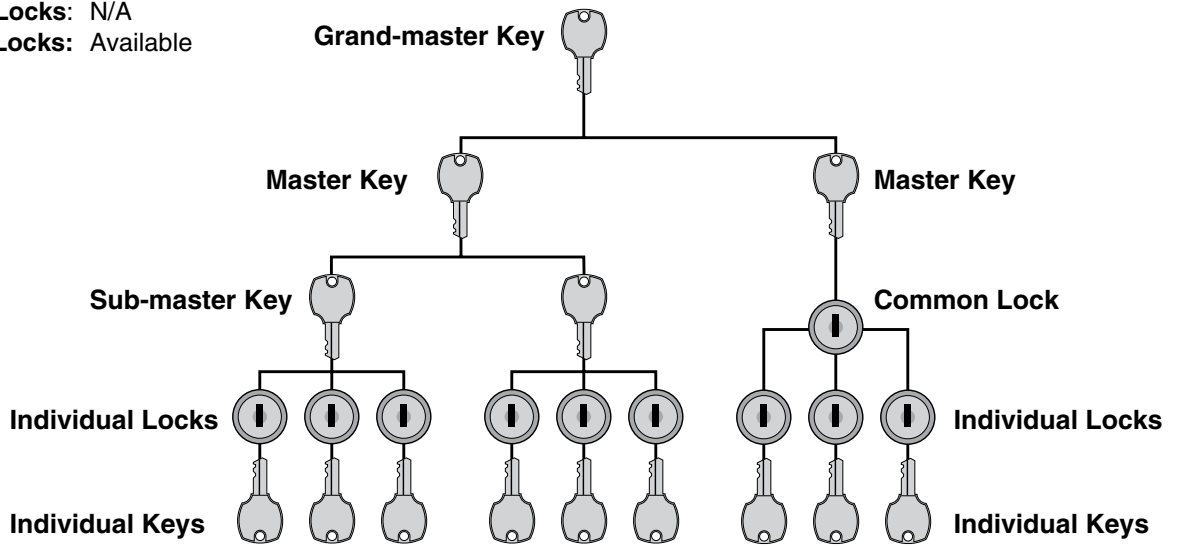 Locks: N/A
Locks: Available
Grand-master Key
Master Key
Master Key
Sub-master Key
Common Lock
Individual Locks
Individual Locks
Individual Keys
Individual Keys